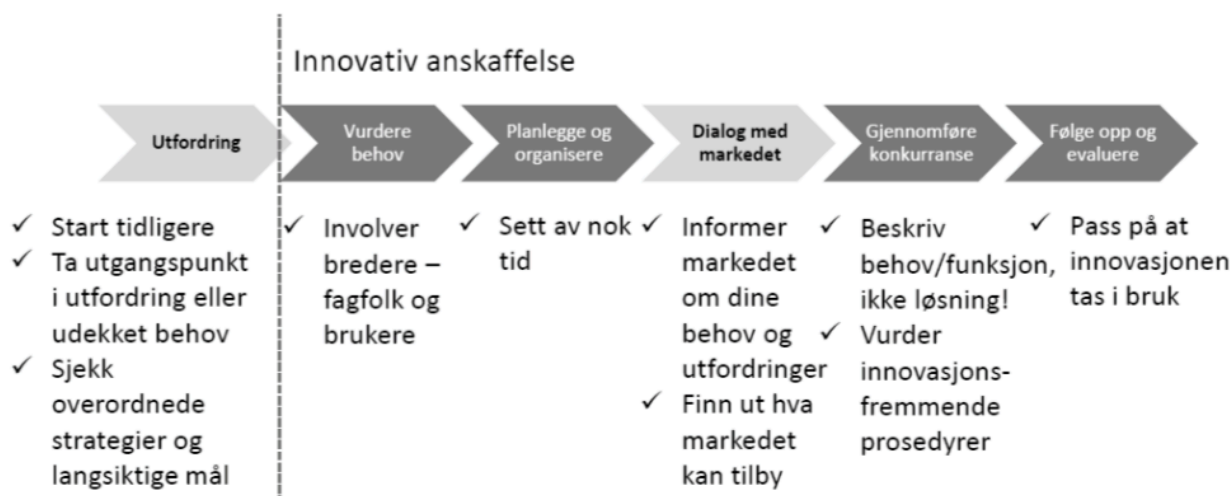 Innovativ anskaffelse
Utfordring
Vurdere
behov
Planlegge og
organisere
Dialog med
markedet
Gjennomføre
konkurranse
Følge opp og
evaluere
✓ Start tidligere
✓ Ta utgangspunkt
i utfordring eller
udekket behov
✓ Sjekk
overordnede
strategier og
langsiktige mål
✓ Involver
bredere –
fagfolk og
brukere
✓ Sett av nok
tid
✓ Informer
markedet
om dine
behov og
utfordringer
✓ Finn ut hva
markedet
kan tilby
✓ Beskriv
behov/funksjon,
ikke løsning!
✓ Vurder
innovasjons-
fremmende
prosedyrer
✓ Pass på at
innovasjonen
tas i bruk